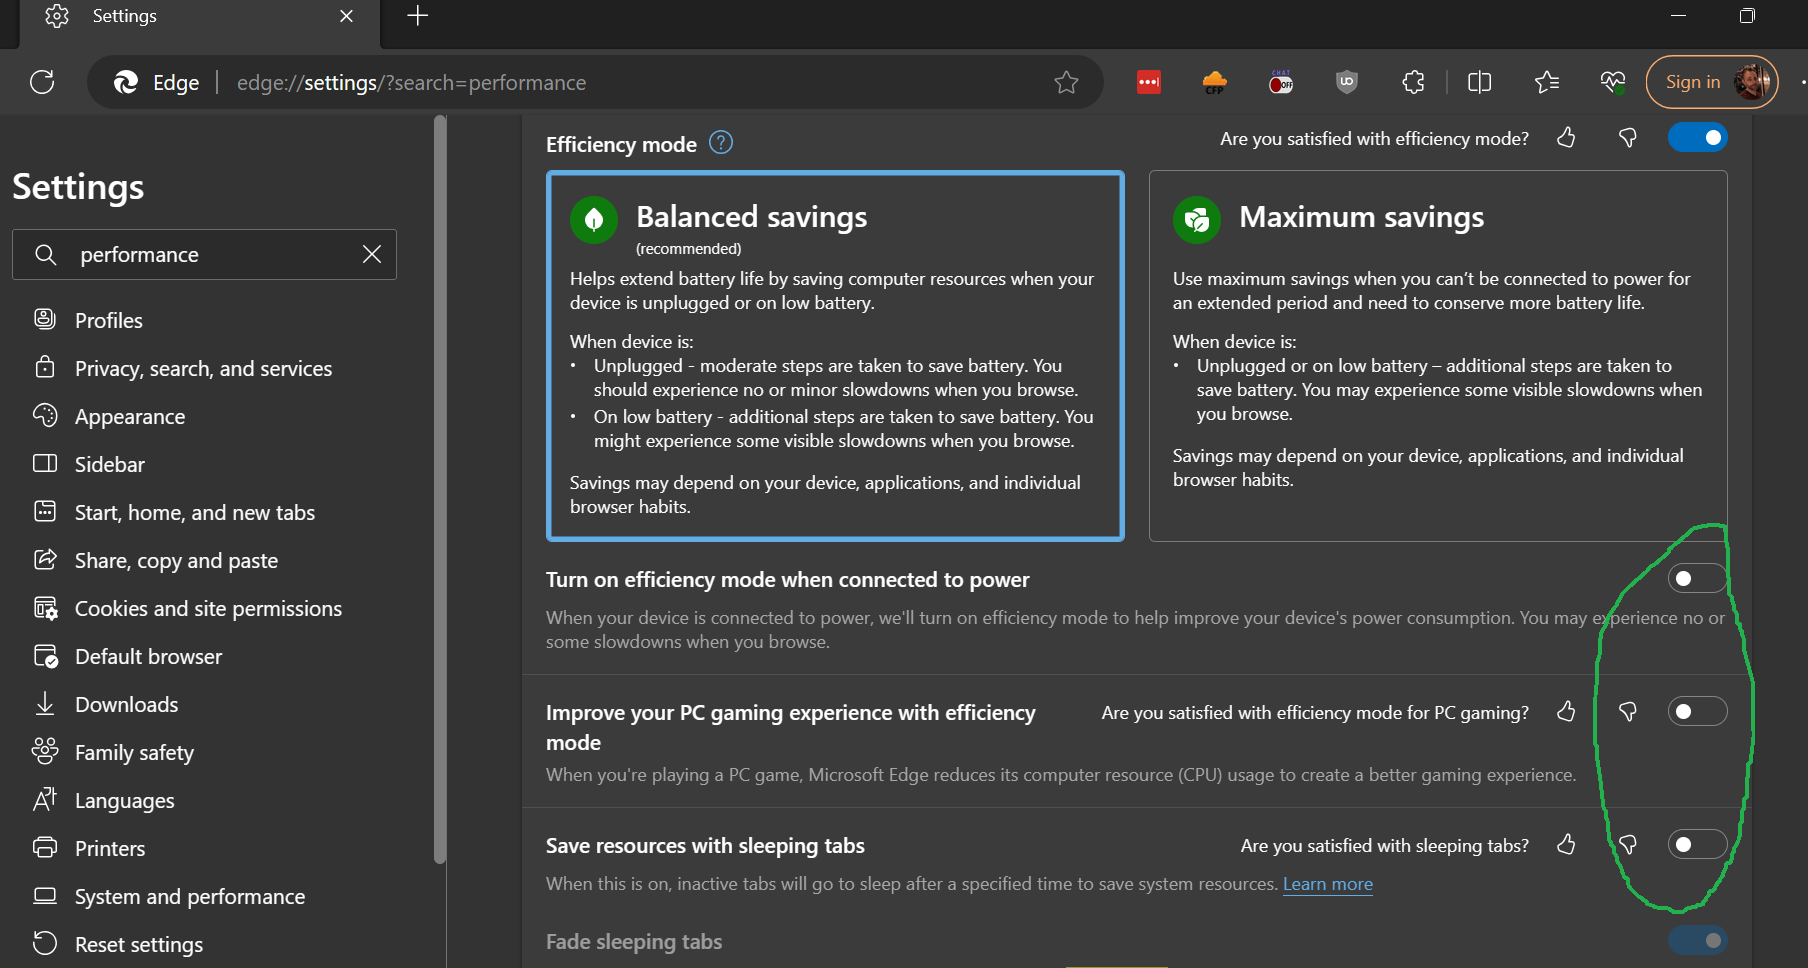 Settings
Edge
edge://settings/?search=performance
CFP
CHAT
OFF
Sign in
Settings
performance
Profiles
Privacy, search, and services
Appearance
Sidebar
Start, home, and new tabs
Share, copy and paste
Cookies and site permissions
Default browser
Downloads
Family safety
Languages
Printers
System and performance
Reset settings
Efficiency mode
Are you satisfied with efficiency mode?
Balanced savings
(recommended)
Helps extend battery life by saving computer resources when your
device is unplugged or on low battery.
When device is:
• Unplugged - moderate steps are taken to save battery. You
should experience no or minor slowdowns when you browse.
• On low battery - additional steps are taken to save battery. You
might experience some visible slowdowns when you browse.
Savings may depend on your device, applications, and individual
browser habits.
Maximum savings
Use maximum savings when you can’t be connected to power for
an extended period and need to conserve more battery life.
When device is:
• Unplugged or on low battery – additional steps are taken to
save battery. You may experience some visible slowdowns when
you browse.
Savings may depend on your device, applications, and individual
browser habits.
Turn on efficiency mode when connected to power
When your device is connected to power, we'll turn on efficiency mode to help improve your device's power consumption. You may experience no or
some slowdowns when you browse.
Improve your PC gaming experience with efficiency
mode
Are you satisfied with efficiency mode for PC gaming?
When you're playing a PC game, Microsoft Edge reduces its computer resource (CPU) usage to create a better gaming experience.
Save resources with sleeping tabs
Are you satisfied with sleeping tabs?
When this is on, inactive tabs will go to sleep after a specified time to save system resources. Learn more
Fade sleeping tabs